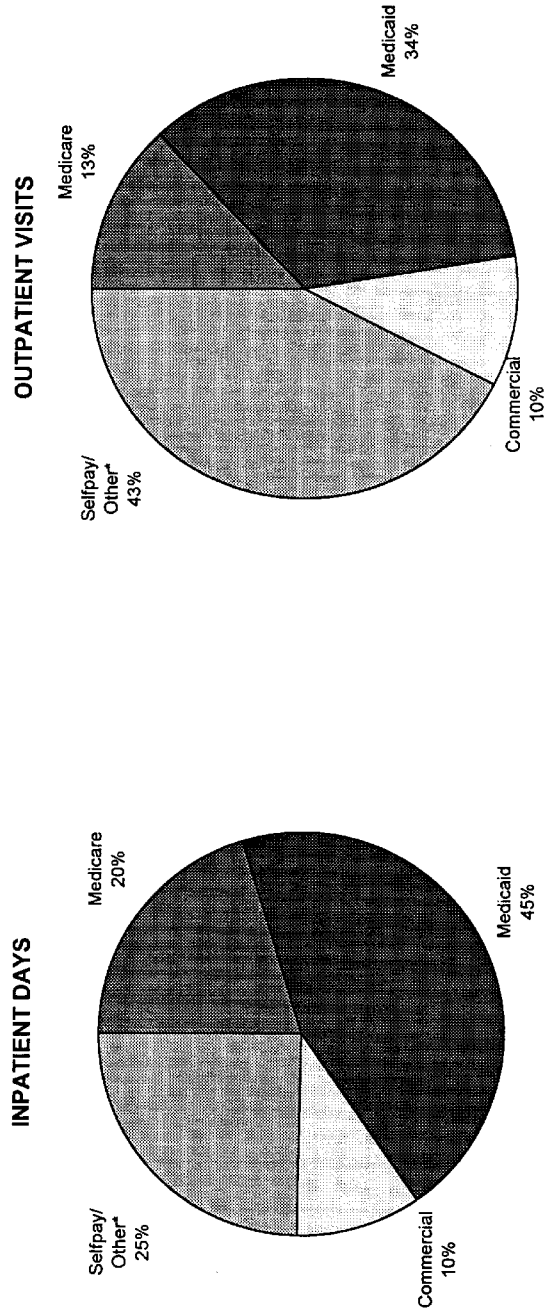 INPATIENT DAYS
Selfpay/
Other*
25%
Medicare
20%
Commercial
10%
Medicaid
45%
OUTPATIENT VISITS
Selfpay/
Other*
43%
Medicare
13%
Commercial
10%
Medicaid
34%